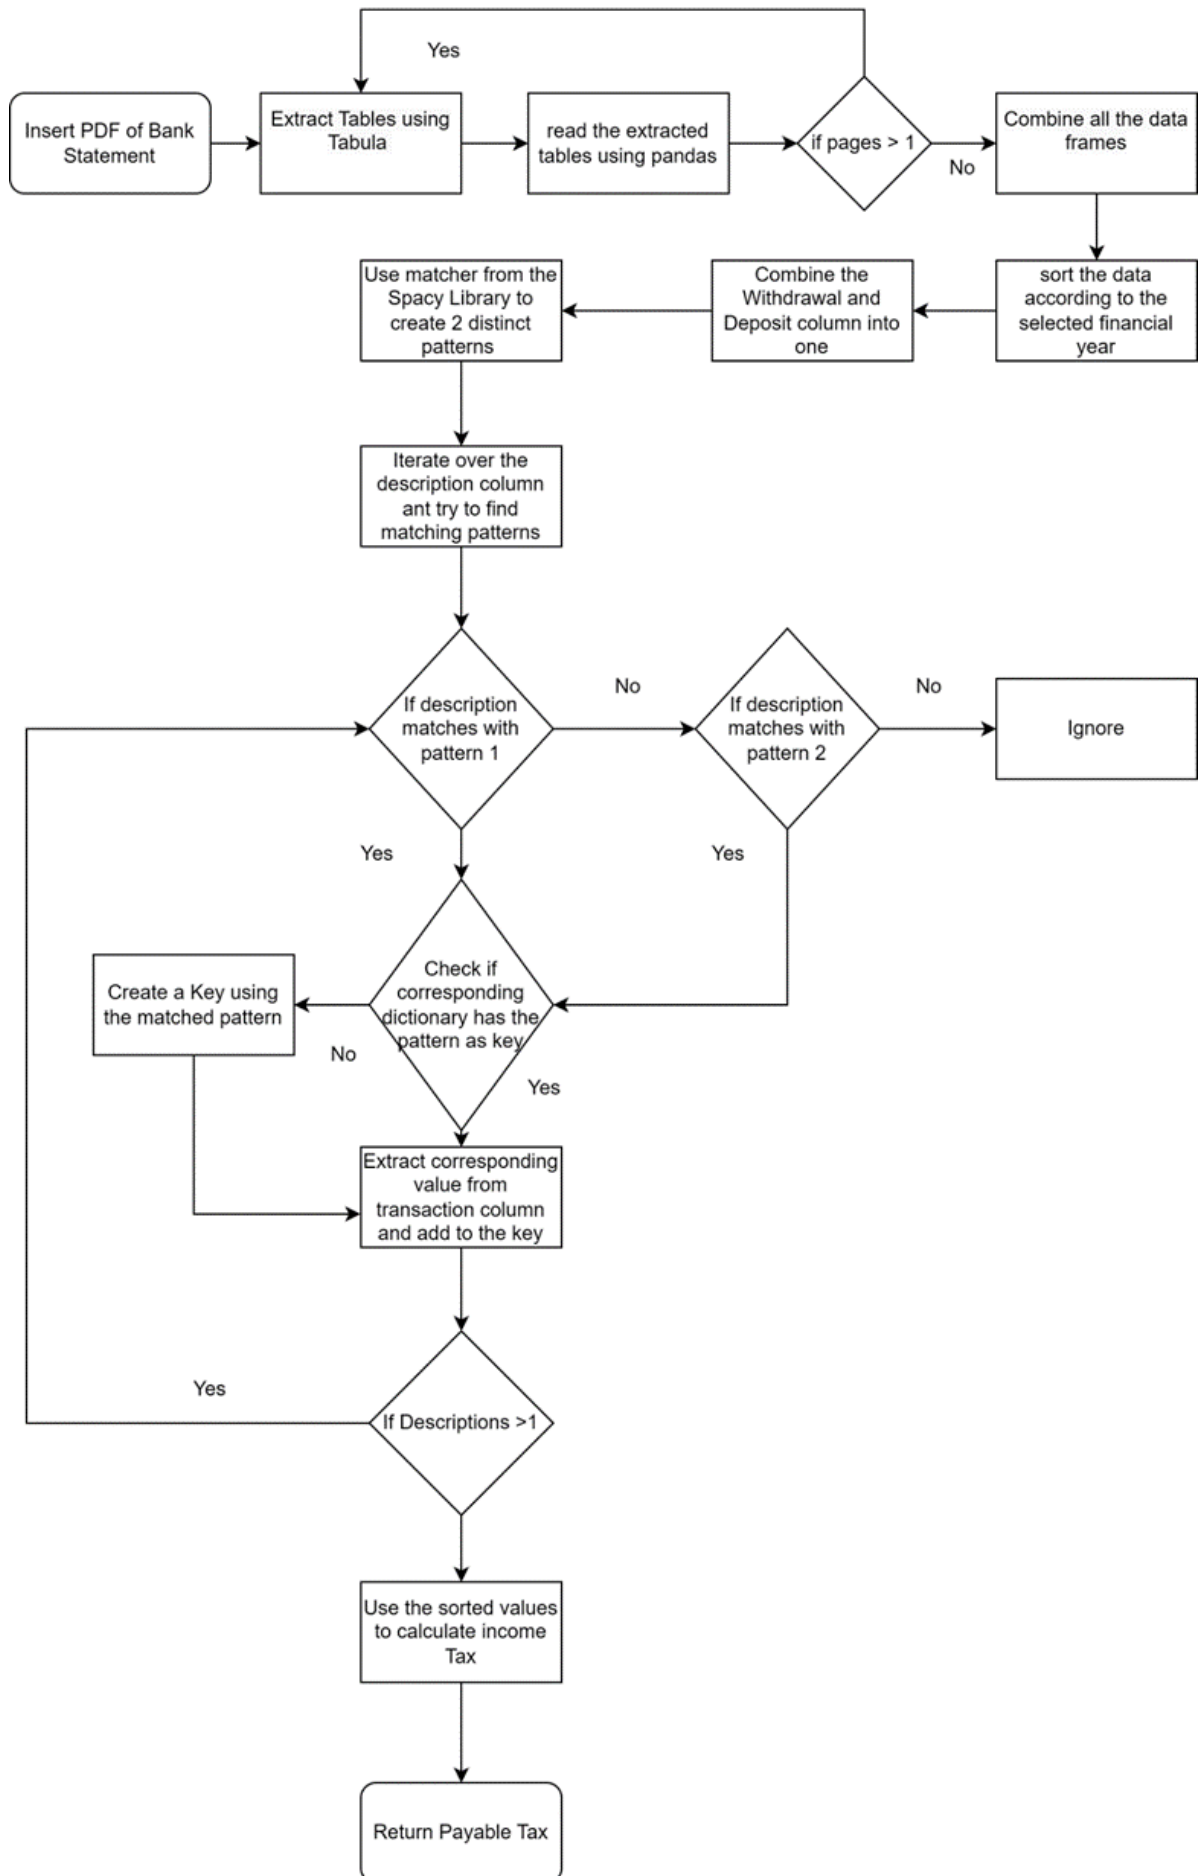 Yes
Insert PDF of Bank
Statement
Extract Tables using
Tabula
read the extracted
tables using pandas
if pages > 1
No
Combine all the data
frames
Use matcher from the
Spacy Library to
create 2 distinct
patterns
Combine the
Withdrawal and
Deposit column into
one
sort the data
according to the
selected financial
year
Iterate over the
description column
ant try to find
matching patterns
If description
matches with
pattern 1
No
If description
matches with
pattern 2
No
Ignore
Yes
Yes
Create a Key using
the matched pattern
No
Check if
corresponding
dictionary has the
pattern as key
Yes
Extract corresponding
value from
transaction column
and add to the key
Yes
If Descriptions >1
Use the sorted values
to calculate income
Tax
Return Payable Tax